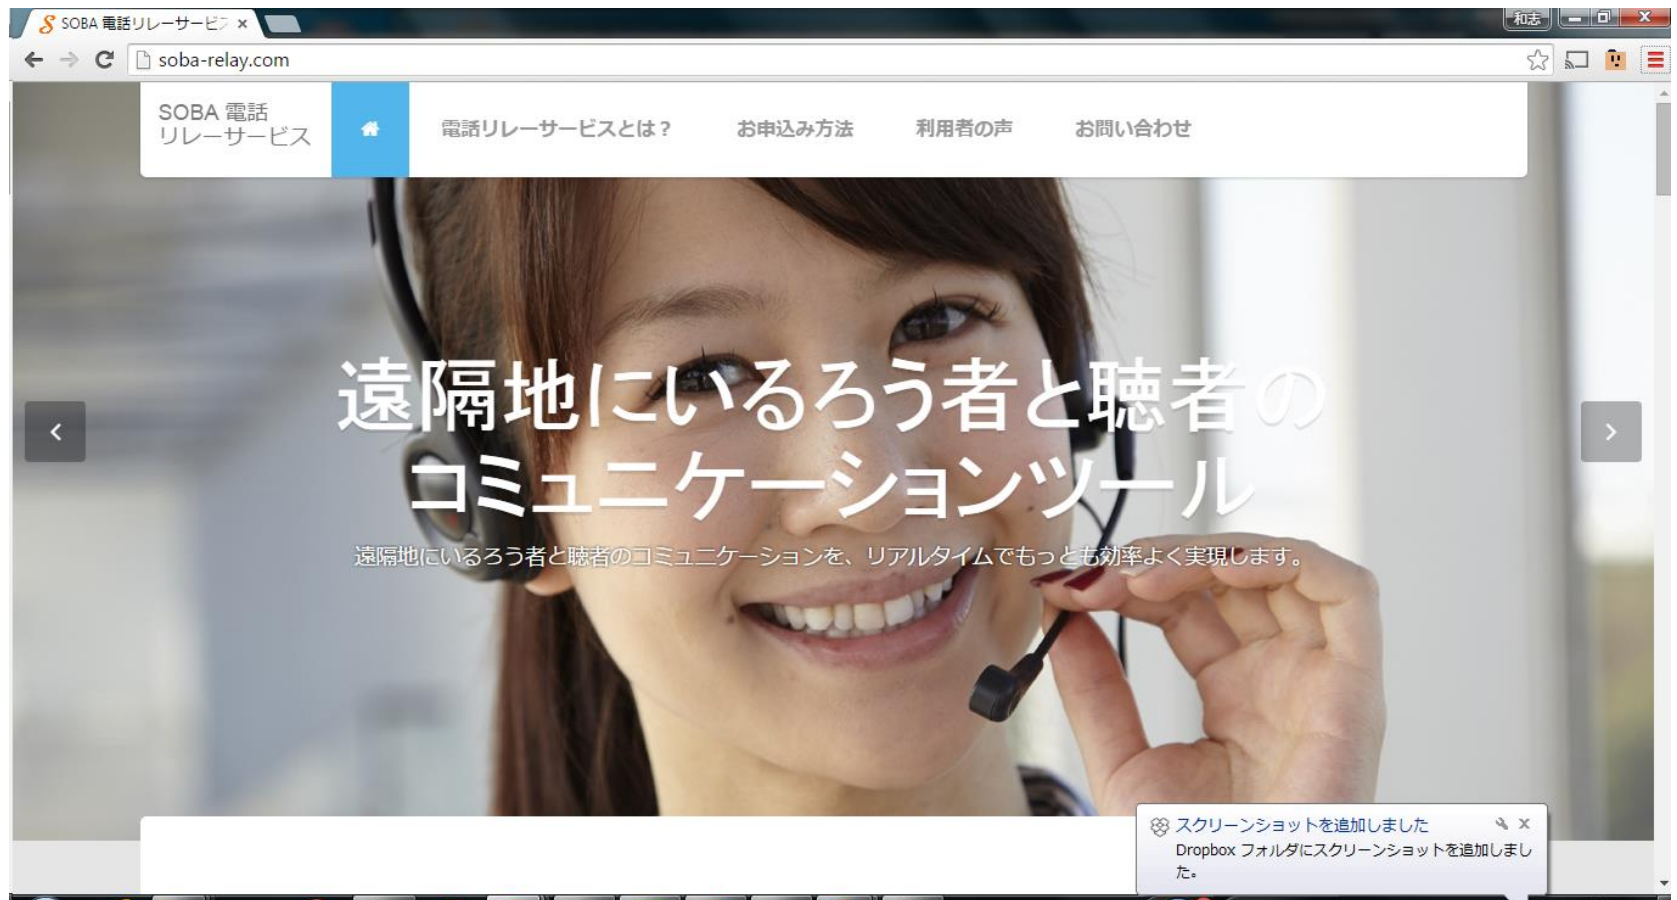 SOBA 電話リレーサービス
和志
soba-relay.com
SOBA 電話
リレーサービス
電話リレーサービスとは？
お申込み方法
利用者の声
お問い合わせ
遠隔地にいるろう者と聴者の
コミュニケーションツール
遠隔地にいるろう者と聴者のコミュニケーションを、リアルタイムでもっとも効率よく実現します。
スクリーンショットを追加しました
Dropbox フォルダにスクリーンショットを追加しまし
た。